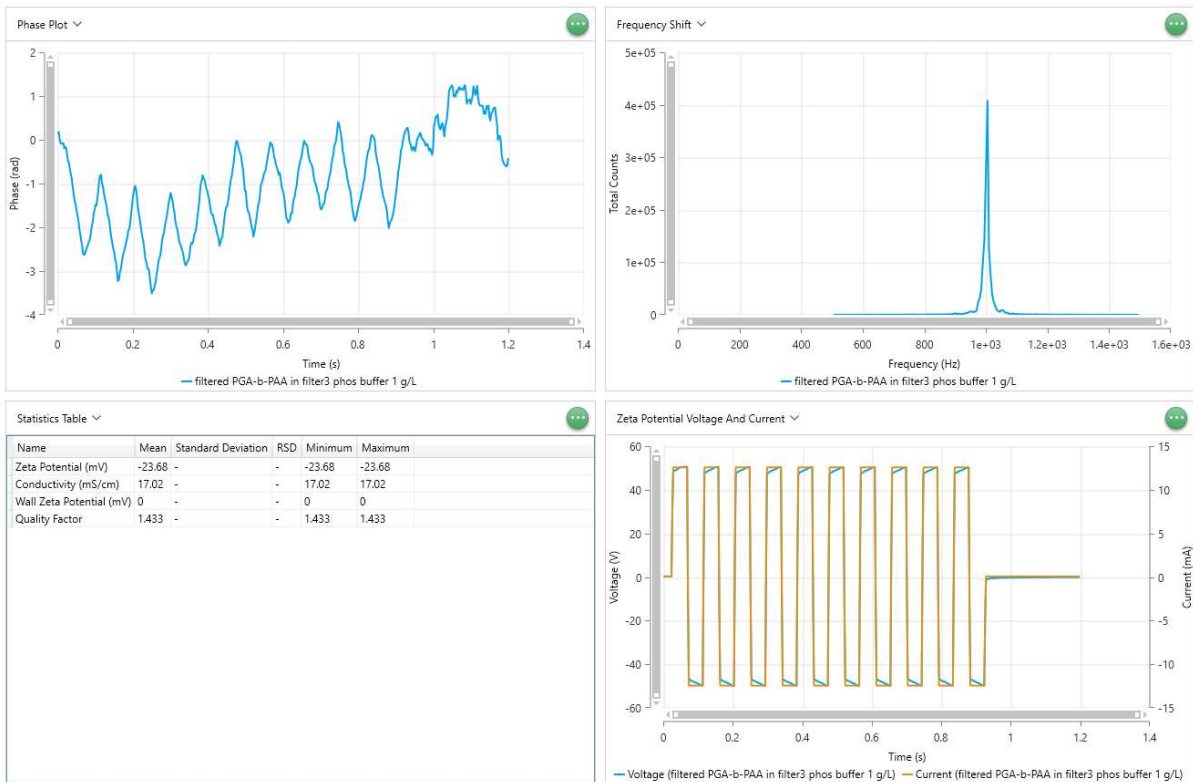 Phase Plot
2
1
0
-1
-2
-3
-4
Phase (rad)
0 0.2 0.4 0.6 0.8 1 1.2 1.4
Time (s)
filtered PGA-b-PAA in filter3 phos buffer 1 g/L
Frequency Shift
5e+05
4e+05
3e+05
2e+05
1e+05
0
Total Counts
0 200 400 600 800 1e+03 1.2e+03 1.4e+03 1.6e+03
Frequency (Hz)
filtered PGA-b-PAA in filter3 phos buffer 1 g/L
Statistics Table
Name Mean Standard Deviation RSD Minimum Maximum
Zeta Potential (mV) -23.68 - - -23.68 -23.68
Conductivity (mS/cm) 17.02 - - 17.02 17.02
Wall Zeta Potential (mV) 0 - - 0 0
Quality Factor 1.433 - - 1.433 1.433
Zeta Potential Voltage And Current
60 15
40 10
20 5
0 0
-20 -5
-40 -10
-60 -15
Voltage (V)
Current (mA)
0 0.2 0.4 0.6 0.8 1 1.2 1.4
Time (s)
Voltage (filtered PGA-b-PAA in filter3 phos buffer 1 g/L) Current (filtered PGA-b-PAA in filter3 phos buffer 1 g/L)